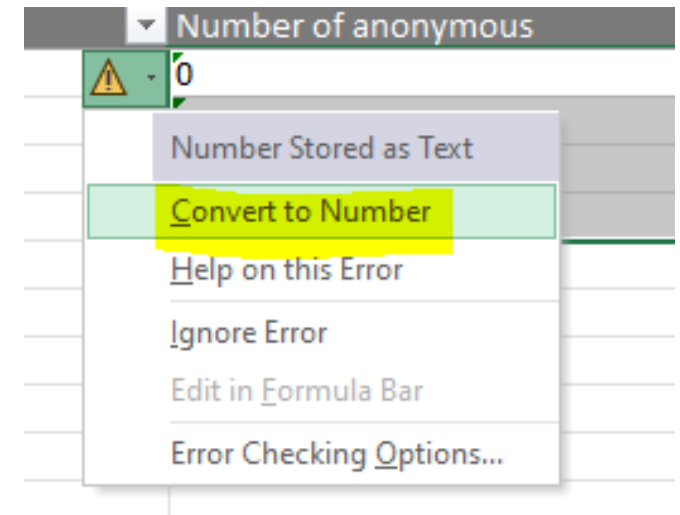 Number of anonymous
0
Number Stored as Text
Convert to Number
Help on this Error
Ignore Error
Edit in Formula Bar
Error Checking Options...